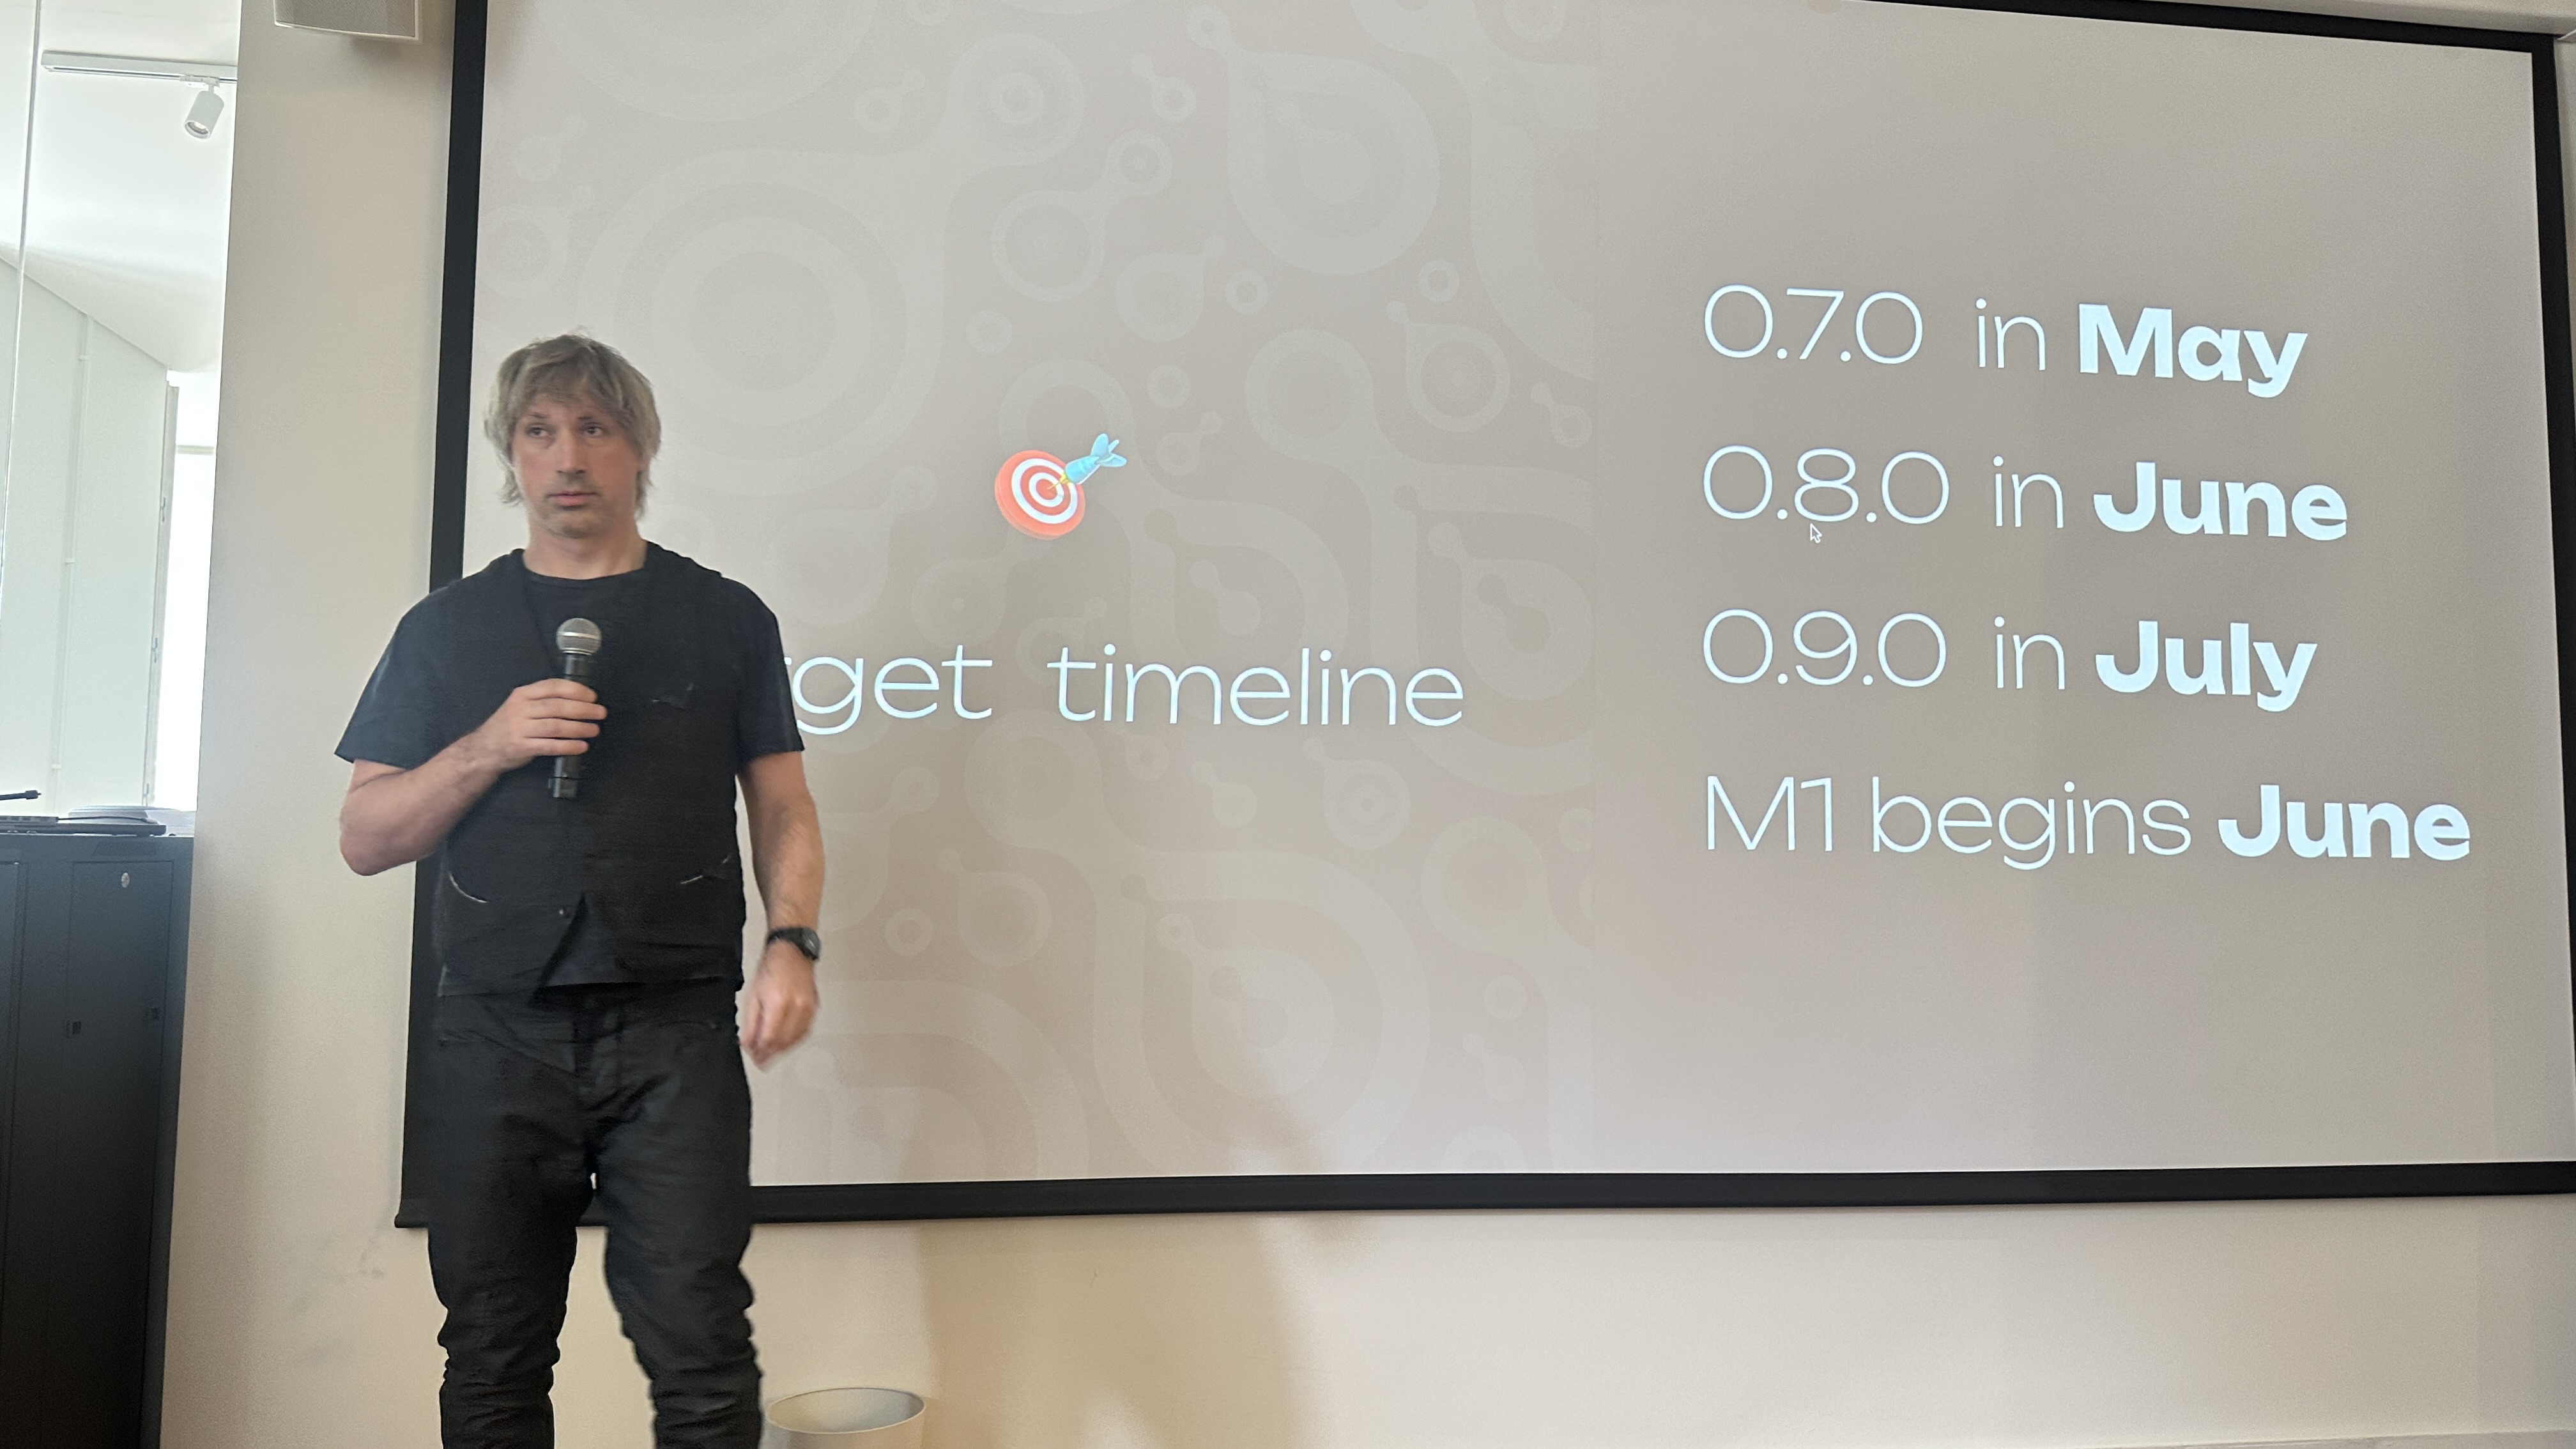 rget timeline
0.7.0 in May
0.8.0 in June
0.9.0 in July
M1 begins June